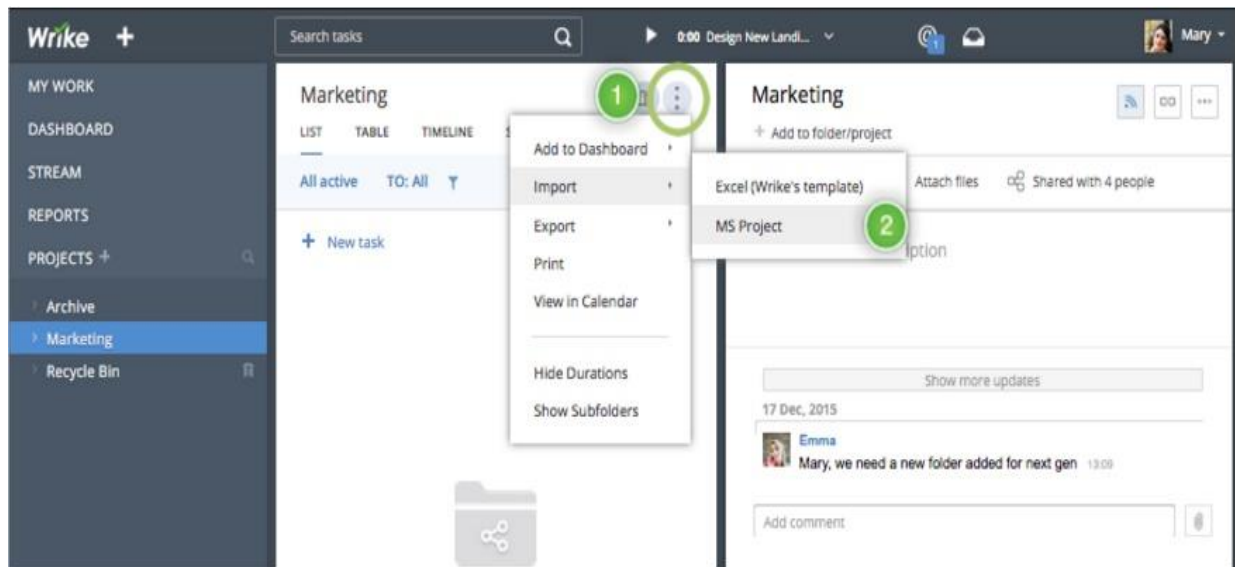 Wrike +
Search tasks
0:00 Design New Landi...
1
Mary
MY WORK
DASHBOARD
STREAM
REPORTS
PROJECTS +
Archive
Marketing
Recycle Bin
Marketing
1
LIST TABLE TIMELINE
All active TO: All
+ New task
Add to Dashboard
Import
Export
Print
View in Calendar
Hide Durations
Show Subfolders
Excel (Wrike's template)
MS Project
2
Marketing
+ Add to folder/project
Attach files Shared with 4 people
Show more updates
17 Dec, 2015
Emma
Mary, we need a new folder added for next gen 13:09
Add comment